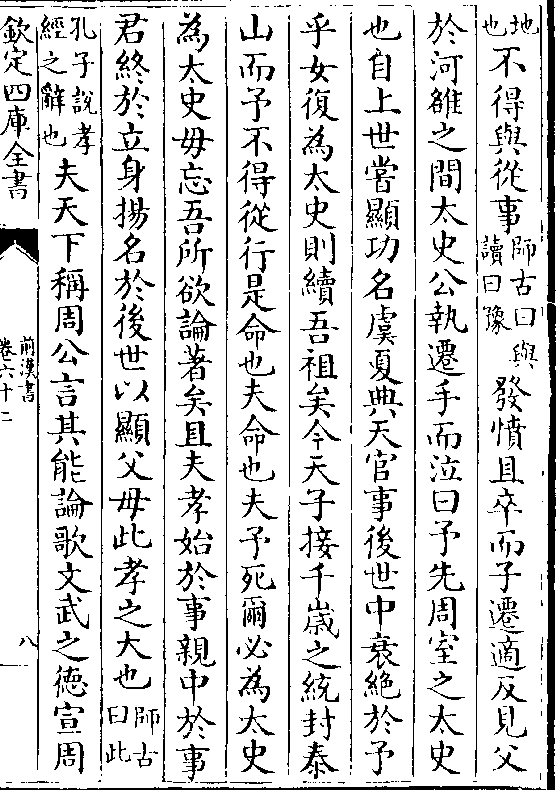 地也不得與從事師古曰與讀曰豫發憤且卒而子遷適反見父
於河雒之間太史公執遷手而泣曰予先周室之太史
也自上世嘗顯功名虞夏典天官事後世中衰絶於予
乎女復為太史則續吾祖矣今天子接千歳之統封泰
山而予不得從行是命也夫命也夫予死爾必為太史
為太史毋忘吾所欲論著矣且夫孝始於事親中於事
君終於立身揚名於後世以顯父毋此孝之大也師古曰此
孔子說孝經之辭也夫天下稱周公言其能論歌文武之德宣周
欽定四庫全書
前漢書
卷六十二
八